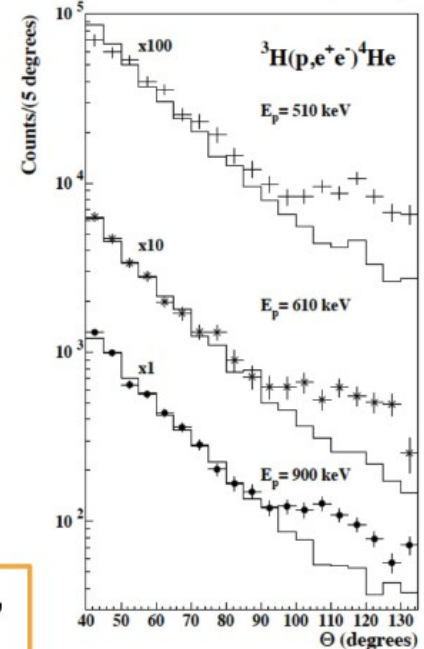 10⁵
x100
³H(p,e⁺e⁻)⁴He
Eₚ= 510 keV
Counts/(5 degrees)
10⁴
x10
Eₚ= 610 keV
10³
x1
Eₚ= 900 keV
10²
40 50 60 70 80 90 100 110 120 130
Θ (degrees)